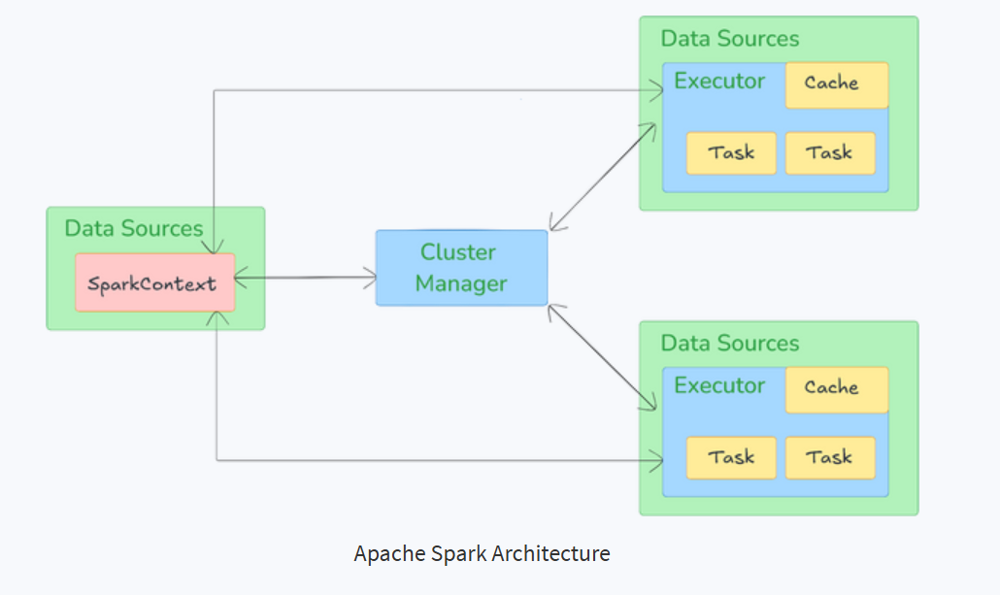 Data Sources
SparkContext
Cluster
Manager
Data Sources
Executor
Cache
Task
Task
Data Sources
Executor
Cache
Task
Task
Apache Spark Architecture